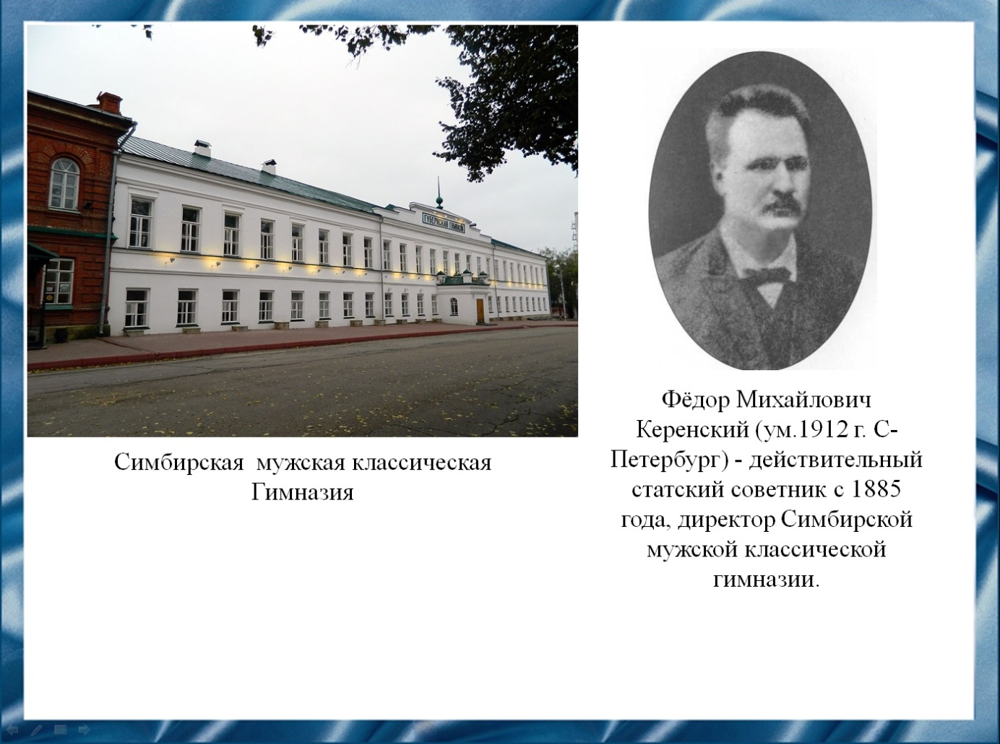 ГУБЕРНСКАЯ ГИМНАЗІЯ
Симбирская  мужская классическая
Гимназия
Фёдор Михайлович
Керенский (ум.1912 г. С-
Петербург) - действительный
статский советник с 1885
года, директор Симбирской
мужской классической
гимназии.